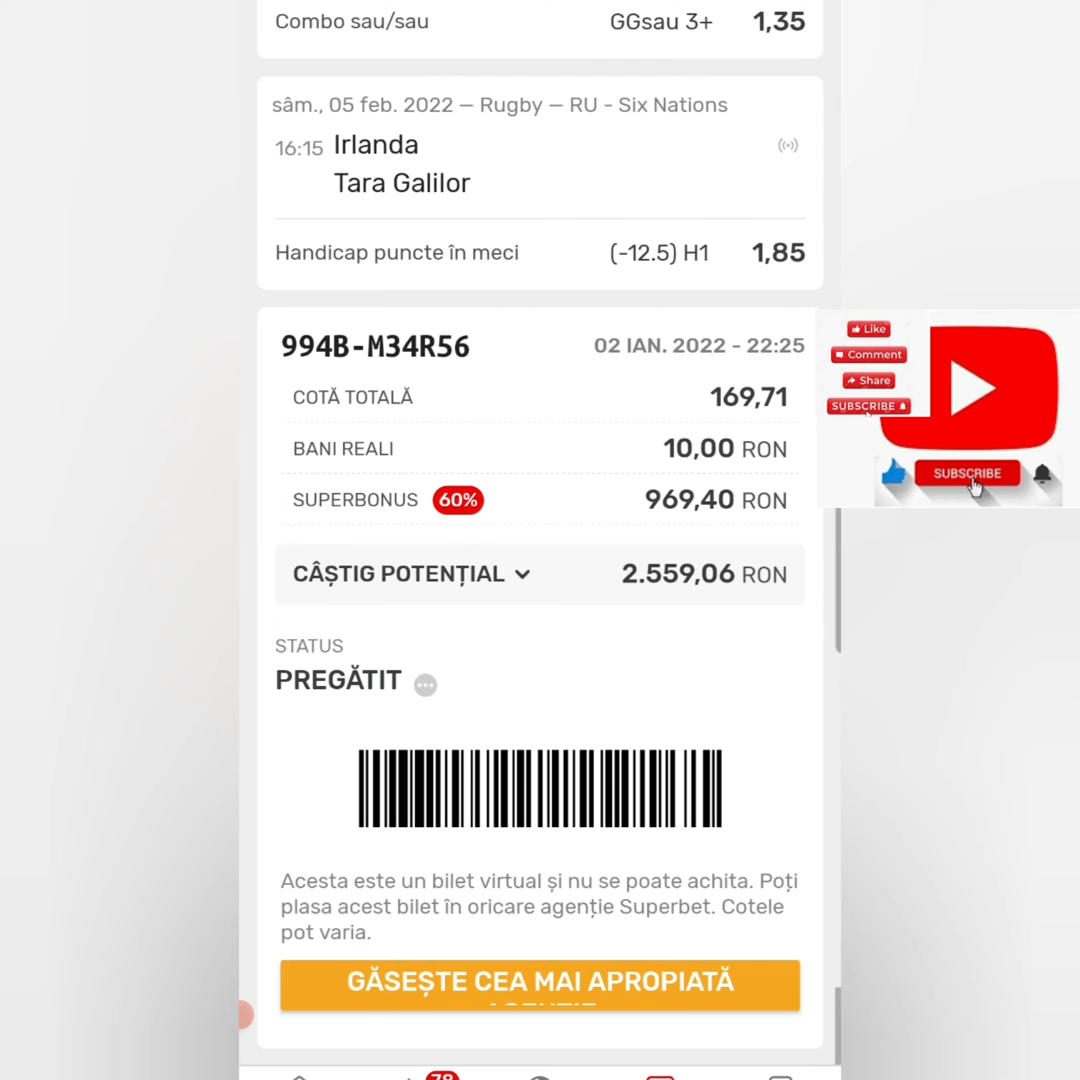 Combo sau/sau GGsau 3+ 1,35
sâm., 05 feb. 2022 — Rugby — RU - Six Nations
16:15 Irlanda
Tara Galilor
Handicap puncte în meci (-12.5) H1 1,85
994B-M34R56 02 IAN. 2022 - 22:25
COTĂ TOTALĂ 169,71
BANI REALI 10,00 RON
SUPERBONUS 60% 969,40 RON
CÂȘTIG POTENȚIAL 2.559,06 RON
STATUS
PREGĂTIT
Acesta este un bilet virtual și nu se poate achita. Poți
plasa acest bilet în oricare agenție Superbet. Cotele
pot varia.
GĂSEȘTE CEA MAI APROPIATĂ
Like
Comment
Share
SUBSCRIBE
SUBSCRIBE